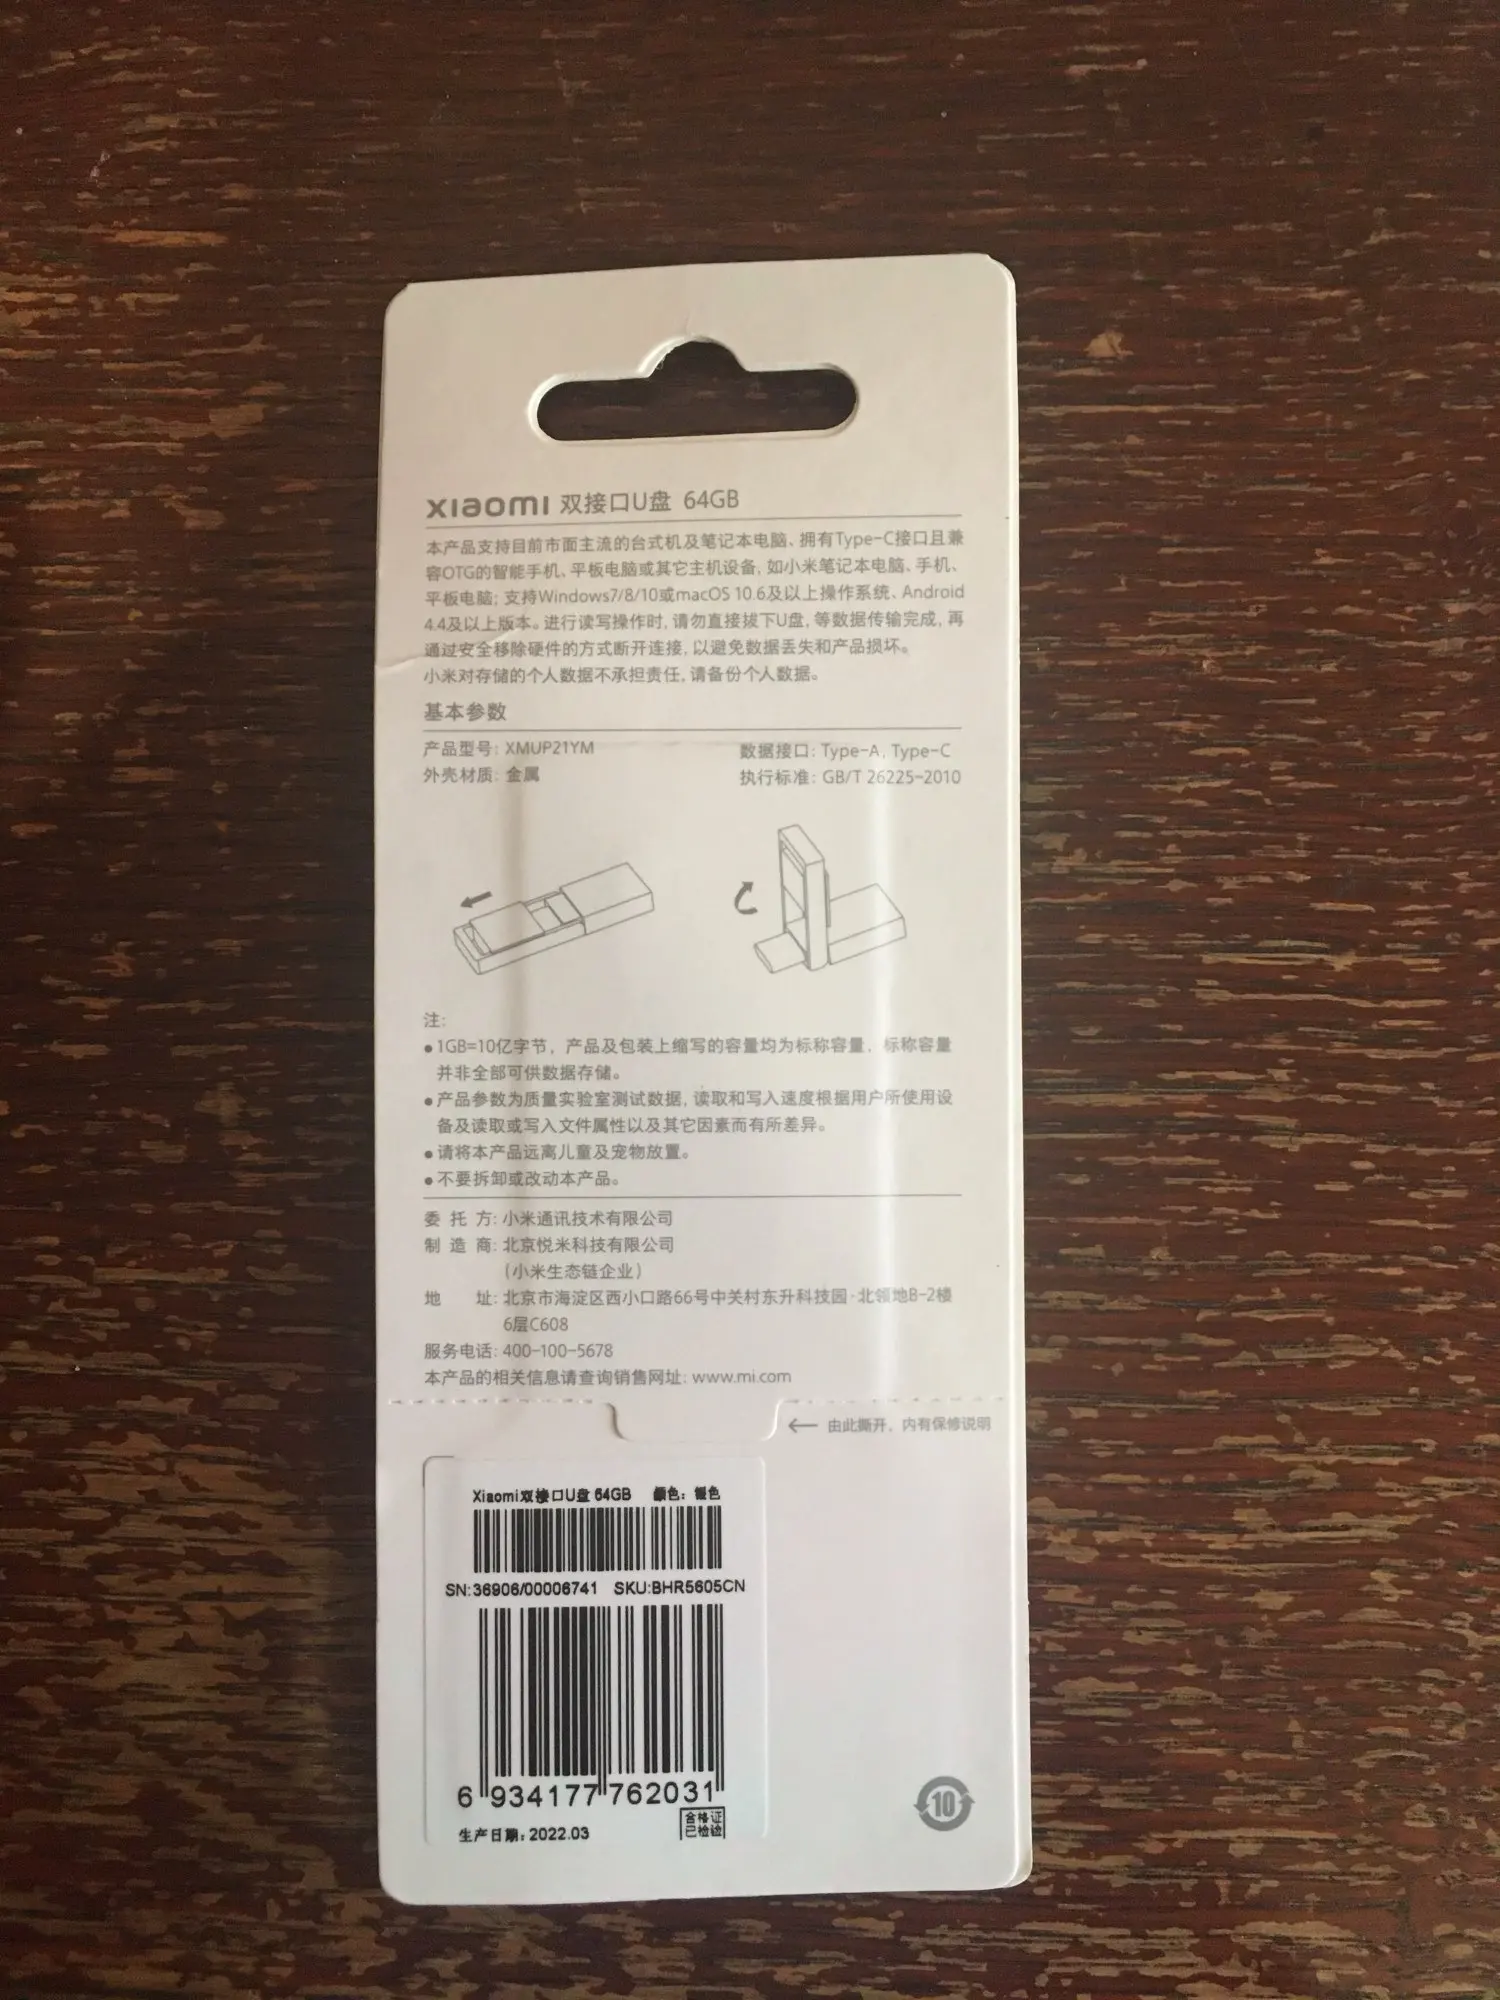 xiaomi 双接口U盘 64GB
本产品支持目前市面主流的台式机及笔记本电脑、拥有Type-C接口且兼
容OTG的智能手机、平板电脑或其它主机设备, 如小米笔记本电脑、手机、
平板电脑; 支持Windows7/8/10或macOS 10.6及以上操作系统、Android
4.4及以上版本。进行读写操作时, 请勿直接拔下U盘, 等数据传输完成, 再
通过安全移除硬件的方式断开连接, 以避免数据丢失和产品损坏。
小米对存储的个人数据不承担责任, 请备份个人数据。
基本参数
产品型号: XMUP21YM 数据接口: Type-A, Type-C
外壳材质: 金属 执行标准: GB/T 26225-2010
注:
●1GB=10亿字节，产品及包装上缩写的容量均为标称容量，标称容量
并非全部可供数据存储。
●产品参数为质量实验室测试数据, 读取和写入速度根据用户所使用设
备及读取或写入文件属性以及其它因素而有所差异。
●请将本产品远离儿童及宠物放置。
●不要拆卸或改动本产品。
委 托 方: 小米通讯技术有限公司
制 造 商: 北京悦米科技有限公司
(小米生态链企业)
地 址: 北京市海淀区西小口路66号中关村东升科技园·北领地B-2楼
6层C608
服务电话: 400-100-5678
本产品的相关信息请查询销售网址: www.mi.com
← 由此撕开，内有保修说明
Xiaomi双接口U盘 64GB 颜色: 银色
SN:36906/00006741 SKU:BHR5605CN
6 934177 762031
生产日期: 2022.03
合格证
已检验
10